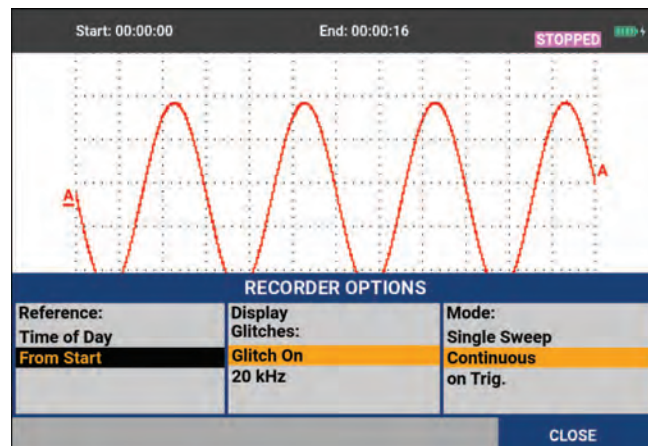 Start: 00:00:00 End: 00:00:16 STOPPED
A
A
RECORDER OPTIONS
Reference:
Time of Day
From Start
Display
Glitches:
Glitch On
20 kHz
Mode:
Single Sweep
Continuous
on Trig.
CLOSE